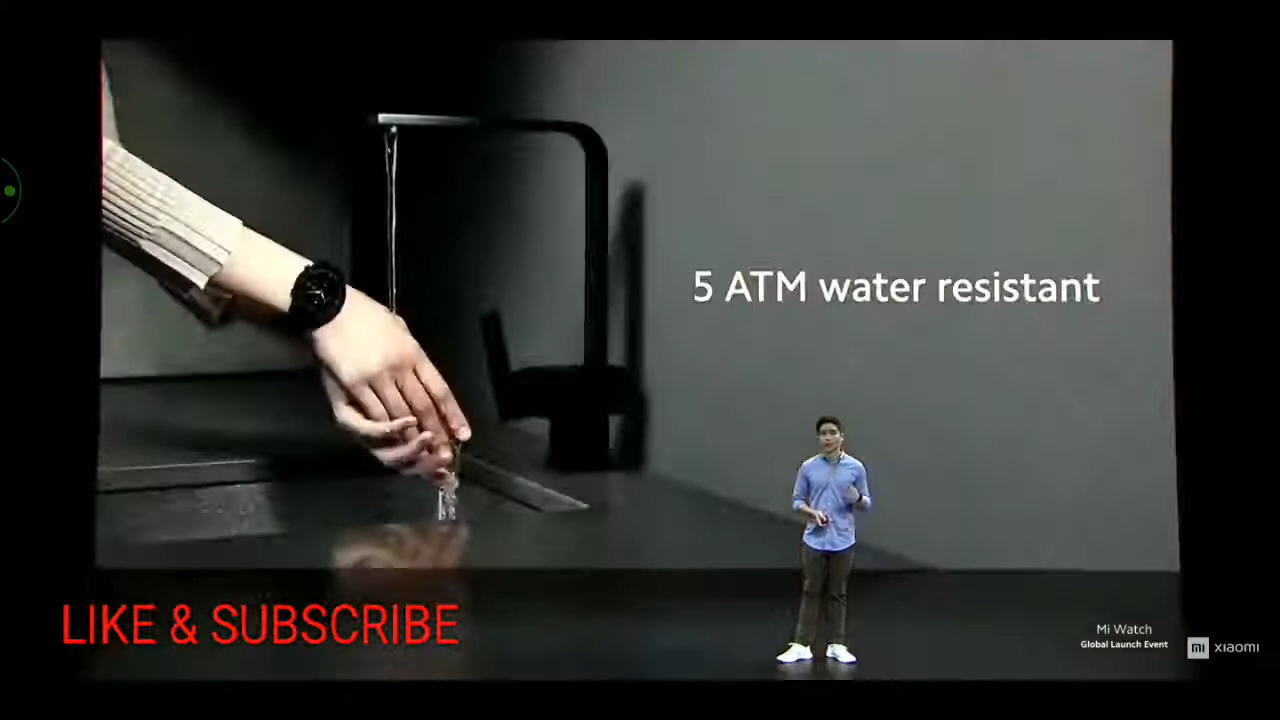 5 ATM water resistant
LIKE & SUBSCRIBE
Mi Watch
Global Launch Event
mi xiaomi